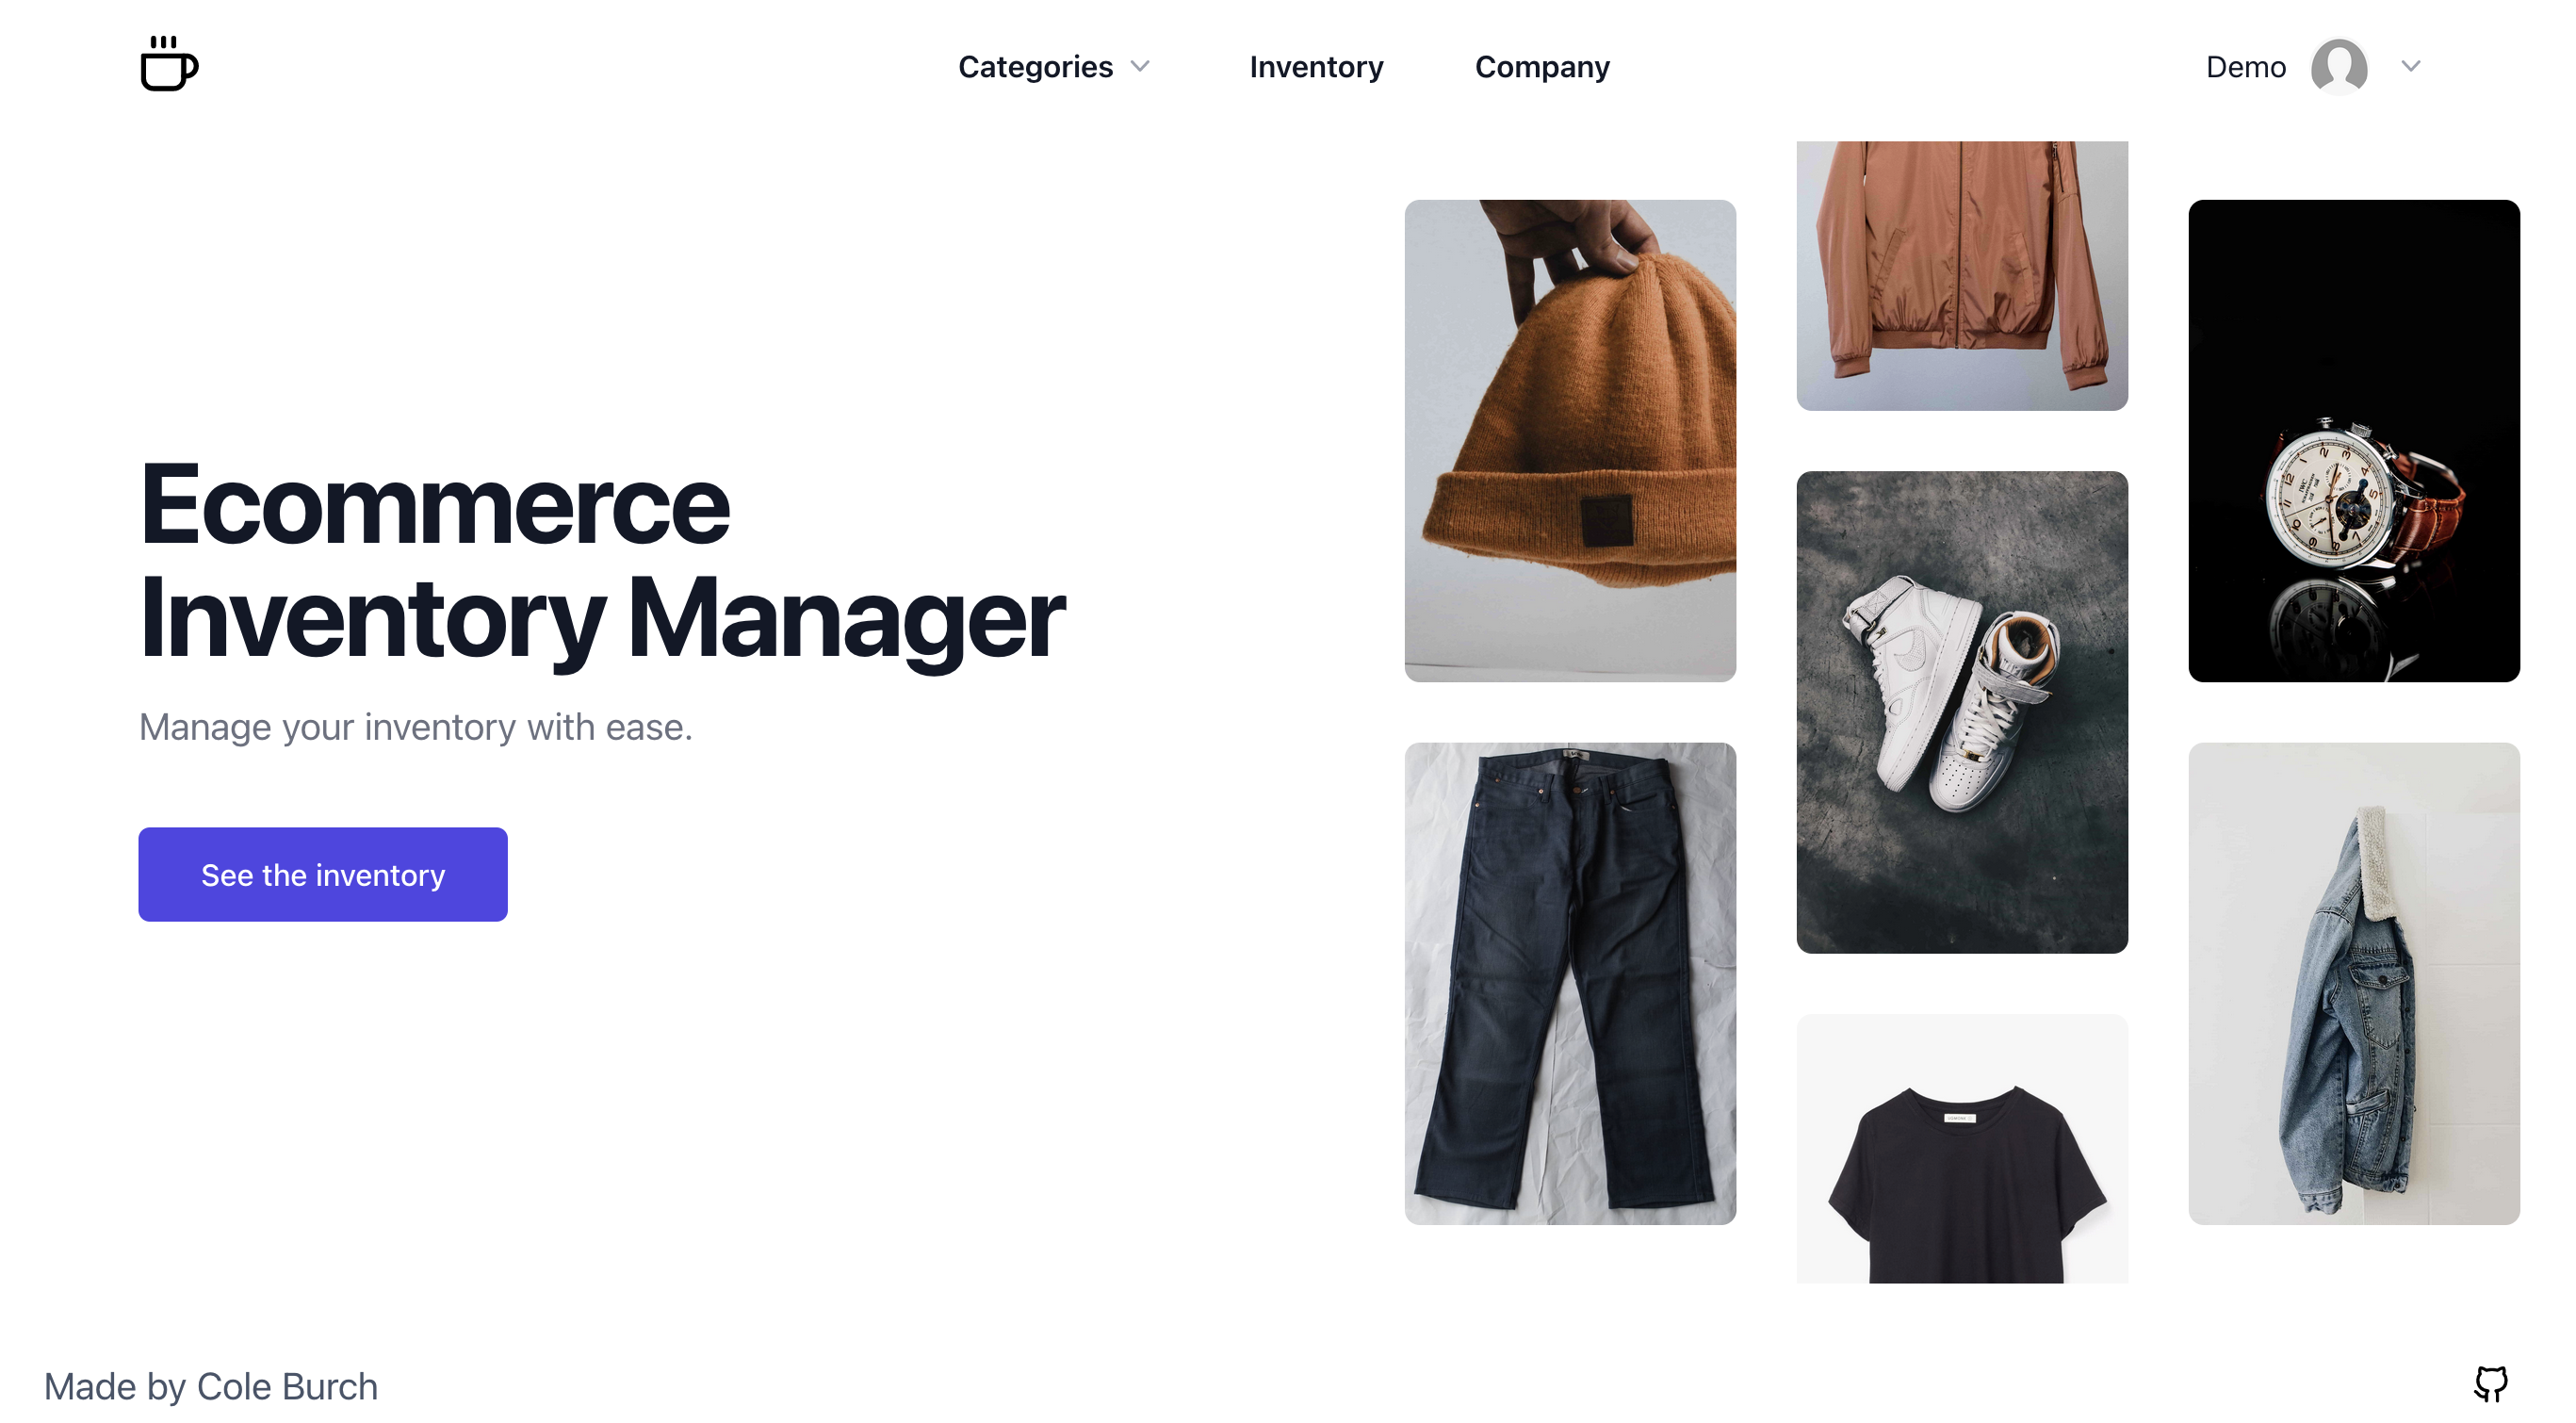 Categories
Inventory
Company
Demo
Ecommerce
Inventory Manager
Manage your inventory with ease.
See the inventory
Made by Cole Burch